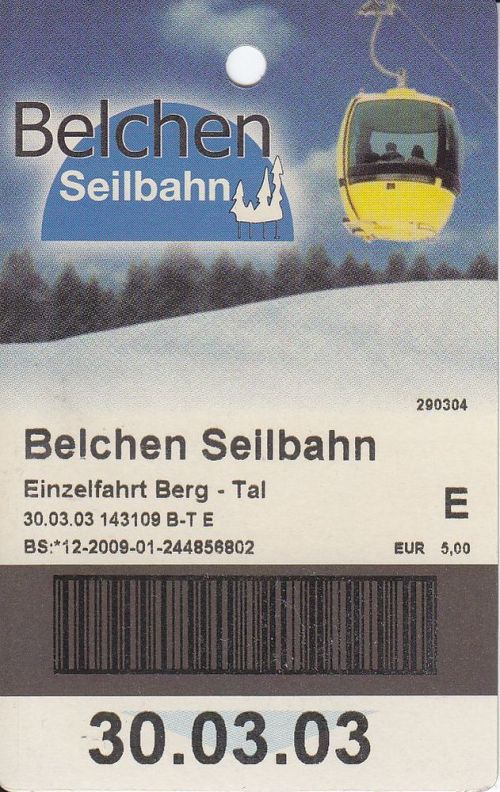 Belchen
Seilbahn
290304
Belchen Seilbahn
Einzelfahrt Berg - Tal
E
30.03.03 143109 B-T E
BS:*12-2009-01-244856802
EUR 5,00
30.03.03